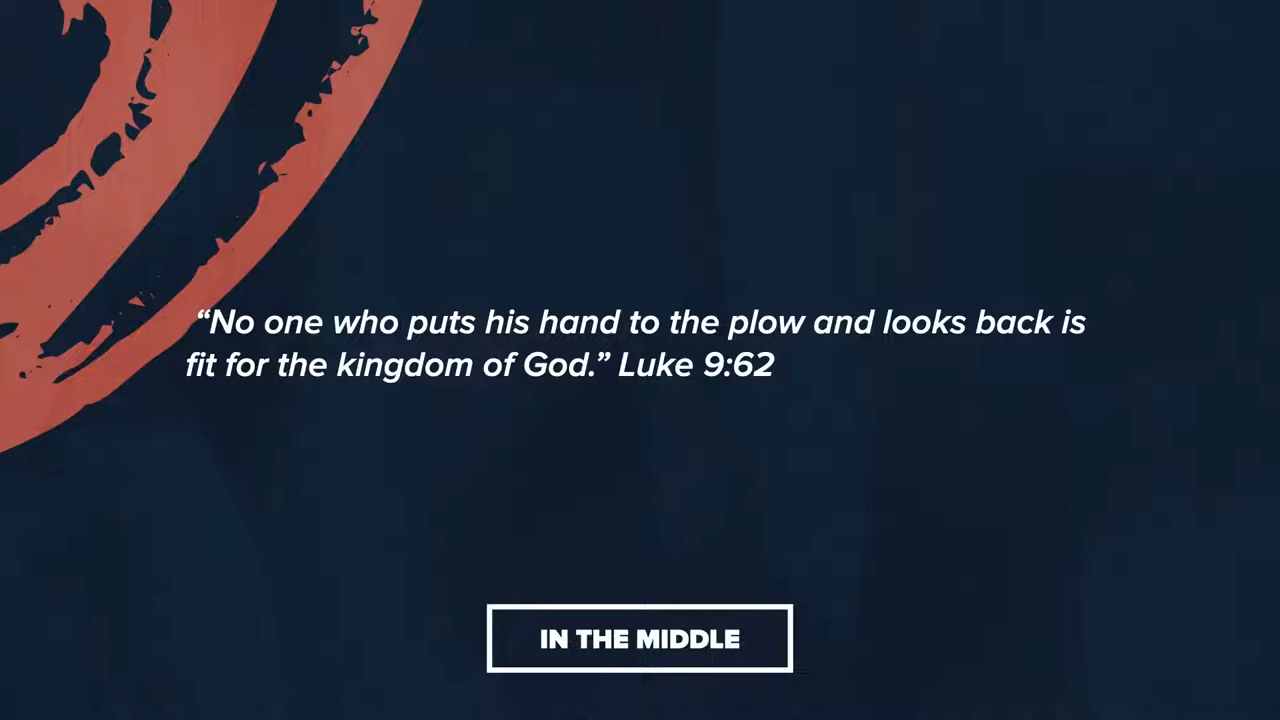 “No one who puts his hand to the plow and looks back is
fit for the kingdom of God.” Luke 9:62
IN THE MIDDLE